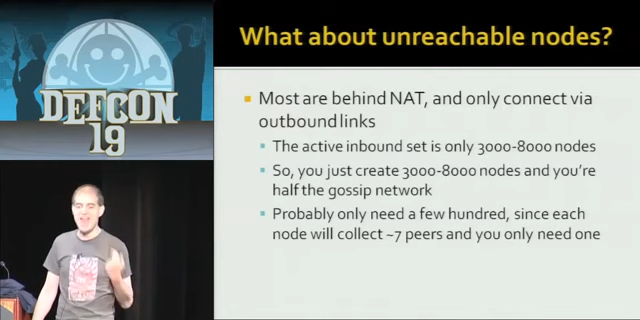 DEFCON
19
What about unreachable nodes?
Most are behind NAT, and only connect via
outbound links
The active inbound set is only 3000-8000 nodes
So, you just create 3000-8000 nodes and you're
half the gossip network
Probably only need a few hundred, since each
node will collect ~7 peers and you only need one